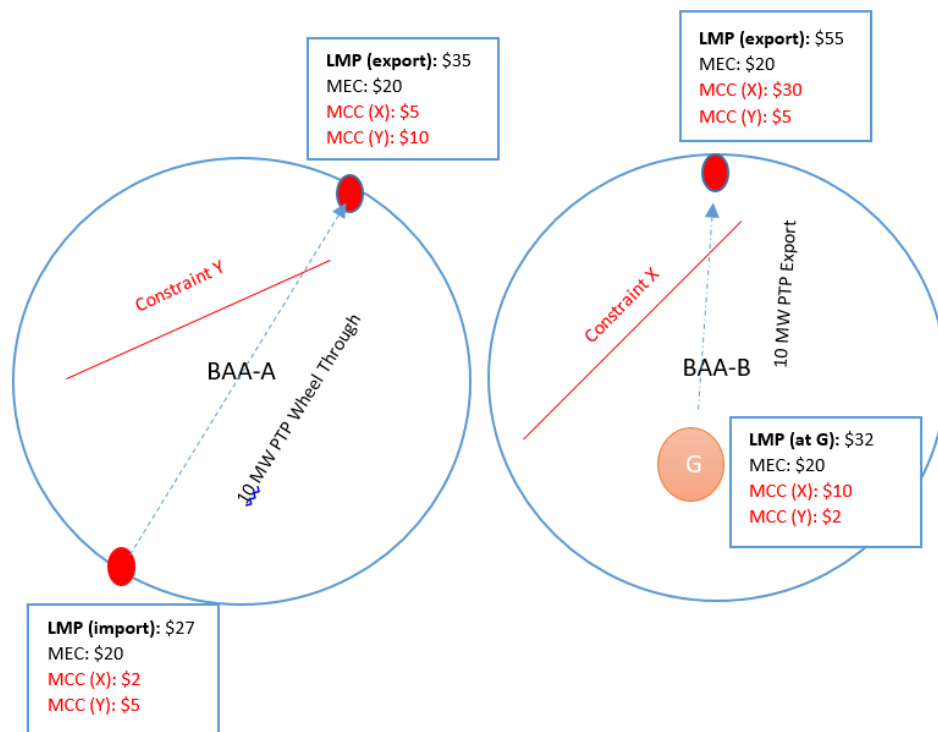 LMP (export): $35
MEC: $20
MCC (X): $5
MCC (Y): $10
LMP (export): $55
MEC: $20
MCC (X): $30
MCC (Y): $5
Constraint Y
BAA-A
10 MW PTP Wheel Through
Constraint X
10 MW PTP Export
BAA-B
G
LMP (at G): $32
MEC: $20
MCC (X): $10
MCC (Y): $2
LMP (import): $27
MEC: $20
MCC (X): $2
MCC (Y): $5